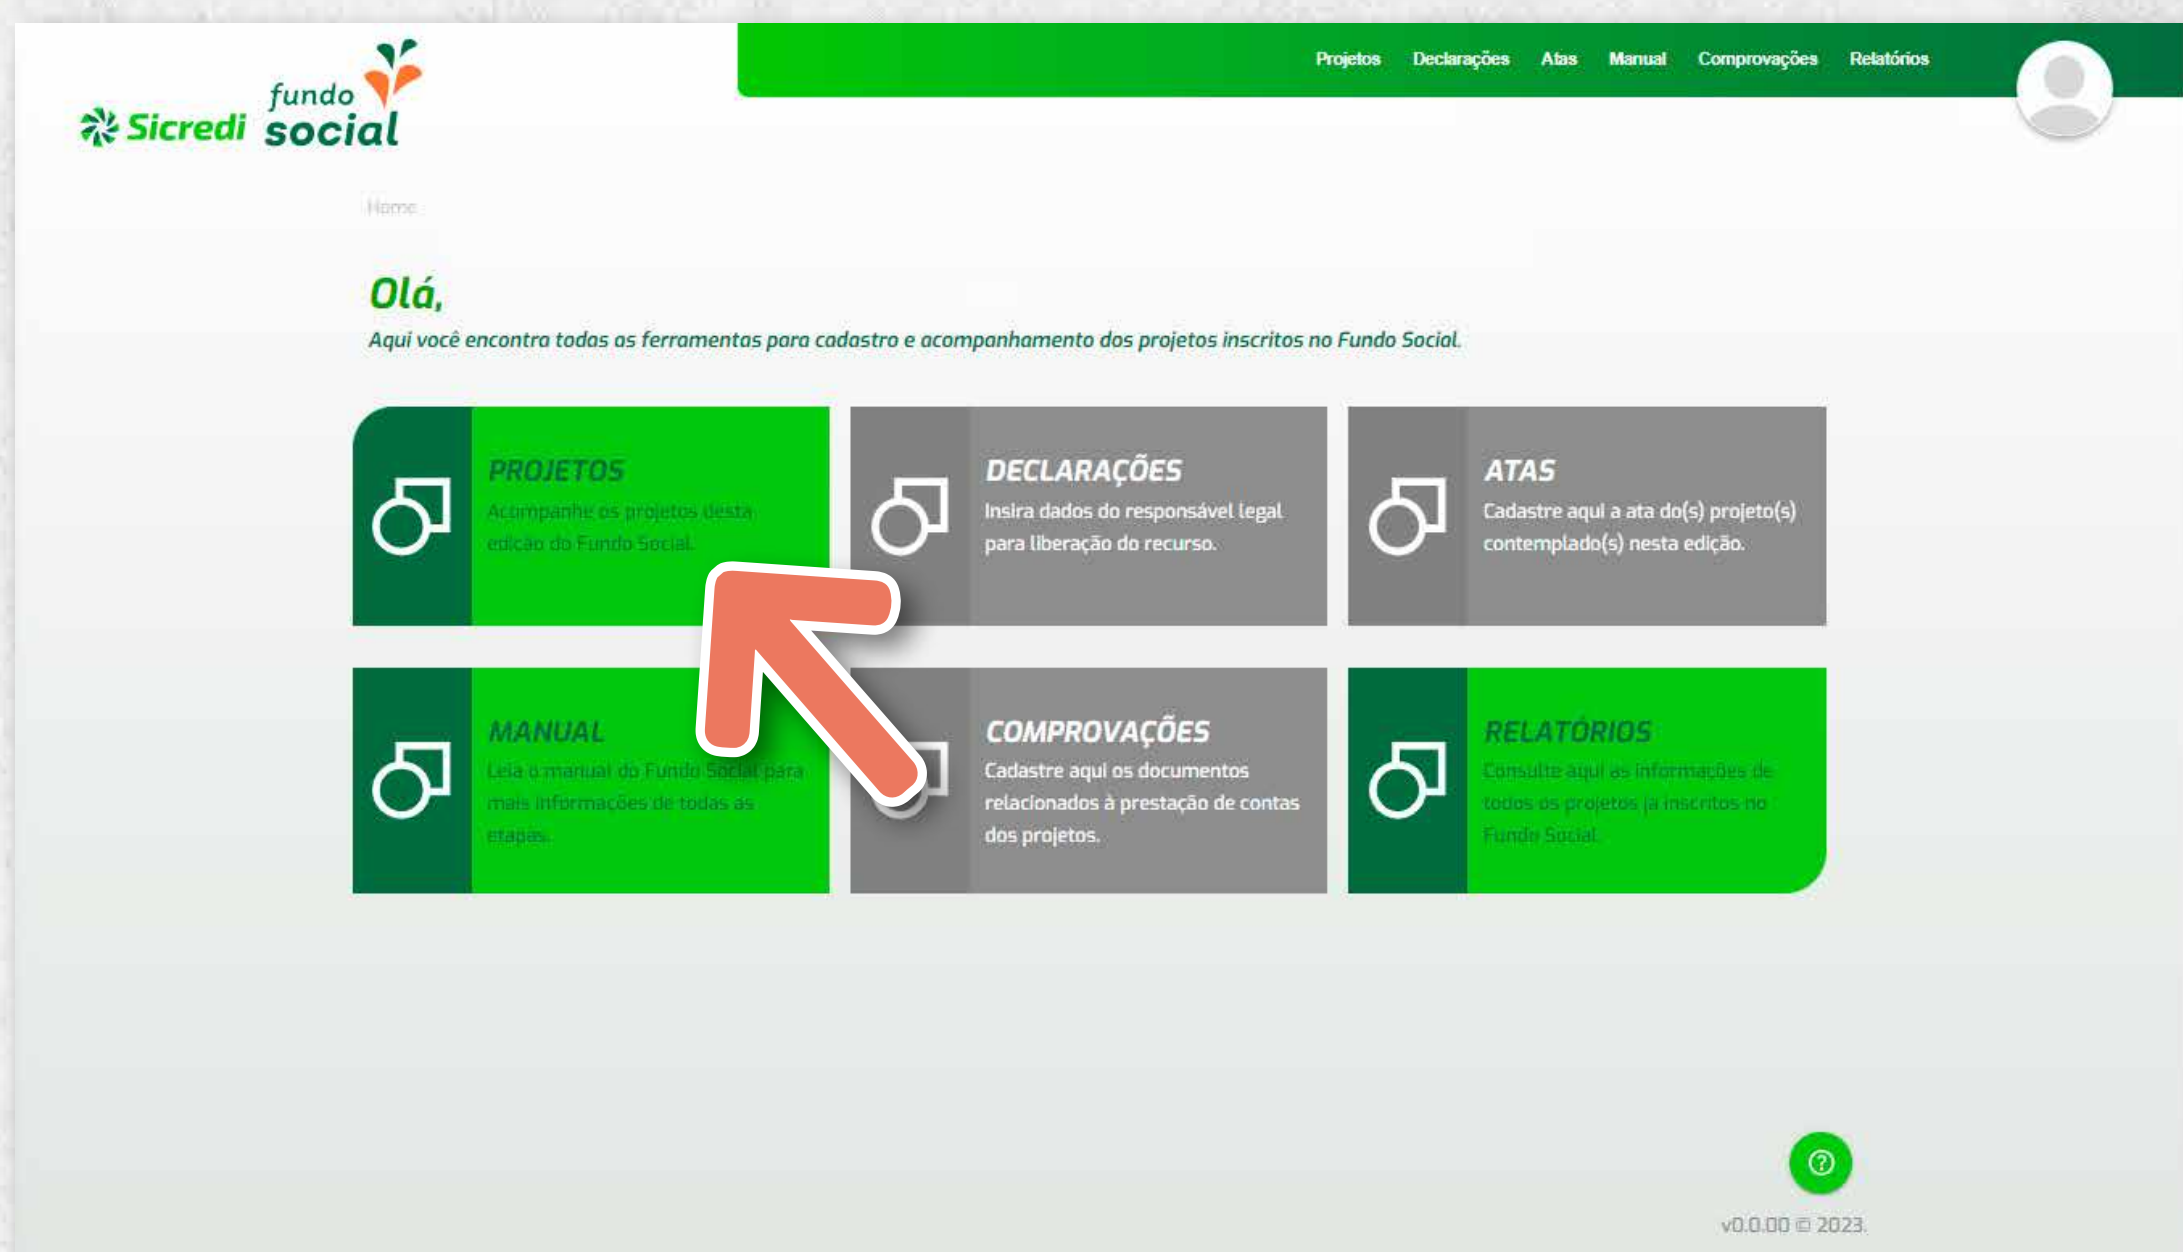 Sicredi
fundo
social
Projetos Declarações Atas Manual Comprovações Relatórios
Home
Olá,
Aqui você encontra todas as ferramentas para cadastro e acompanhamento dos projetos inscritos no Fundo Social.
PROJETOS
Acompanhe os projetos desta
edição do Fundo Social.
DECLARAÇÕES
Insira dados do responsável legal
para liberação do recurso.
ATAS
Cadastre aqui a ata do(s) projeto(s)
contemplado(s) nesta edição.
MANUAL
Leia o manual do Fundo Social para
mais informações de todas as
etapas.
COMPROVAÇÕES
Cadastre aqui os documentos
relacionados à prestação de contas
dos projetos.
RELATÓRIOS
Consulte aqui as informações de
todos os projetos já inscritos no
Fundo Social.
?
v0.0.00 © 2023.